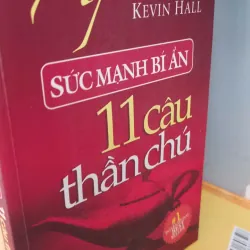 KEVIN HALL
SỨC MẠNH BÍ ẨN
11 câu
thần chú